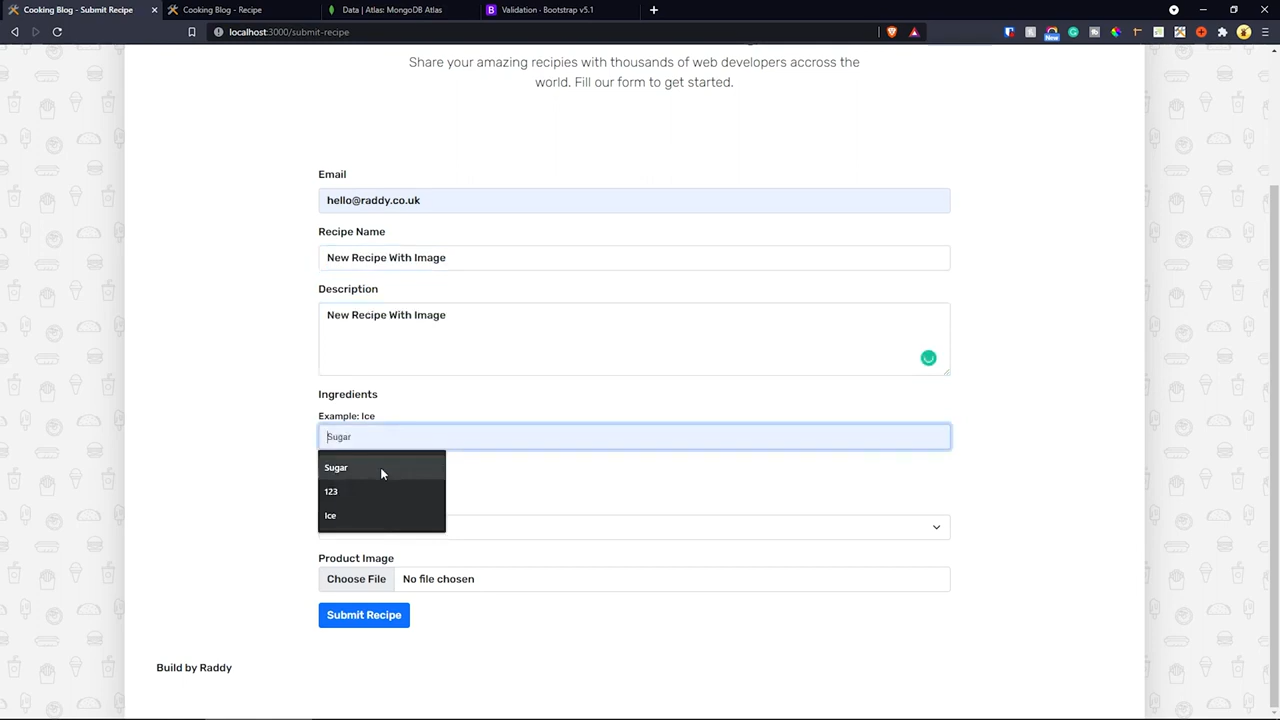 Cooking Blog - Submit Recipe
Cooking Blog - Recipe
Data | Atlas: MongoDB Atlas
B Validation · Bootstrap v5.1
localhost:3000/submit-recipe
New
Share your amazing recipies with thousands of web developers accross the
world. Fill our form to get started.
Email
hello@raddy.co.uk
Recipe Name
New Recipe With Image
Description
New Recipe With Image
Ingredients
Example: Ice
Sugar
Sugar
123
Ice
Product Image
Choose File No file chosen
Submit Recipe
Build by Raddy